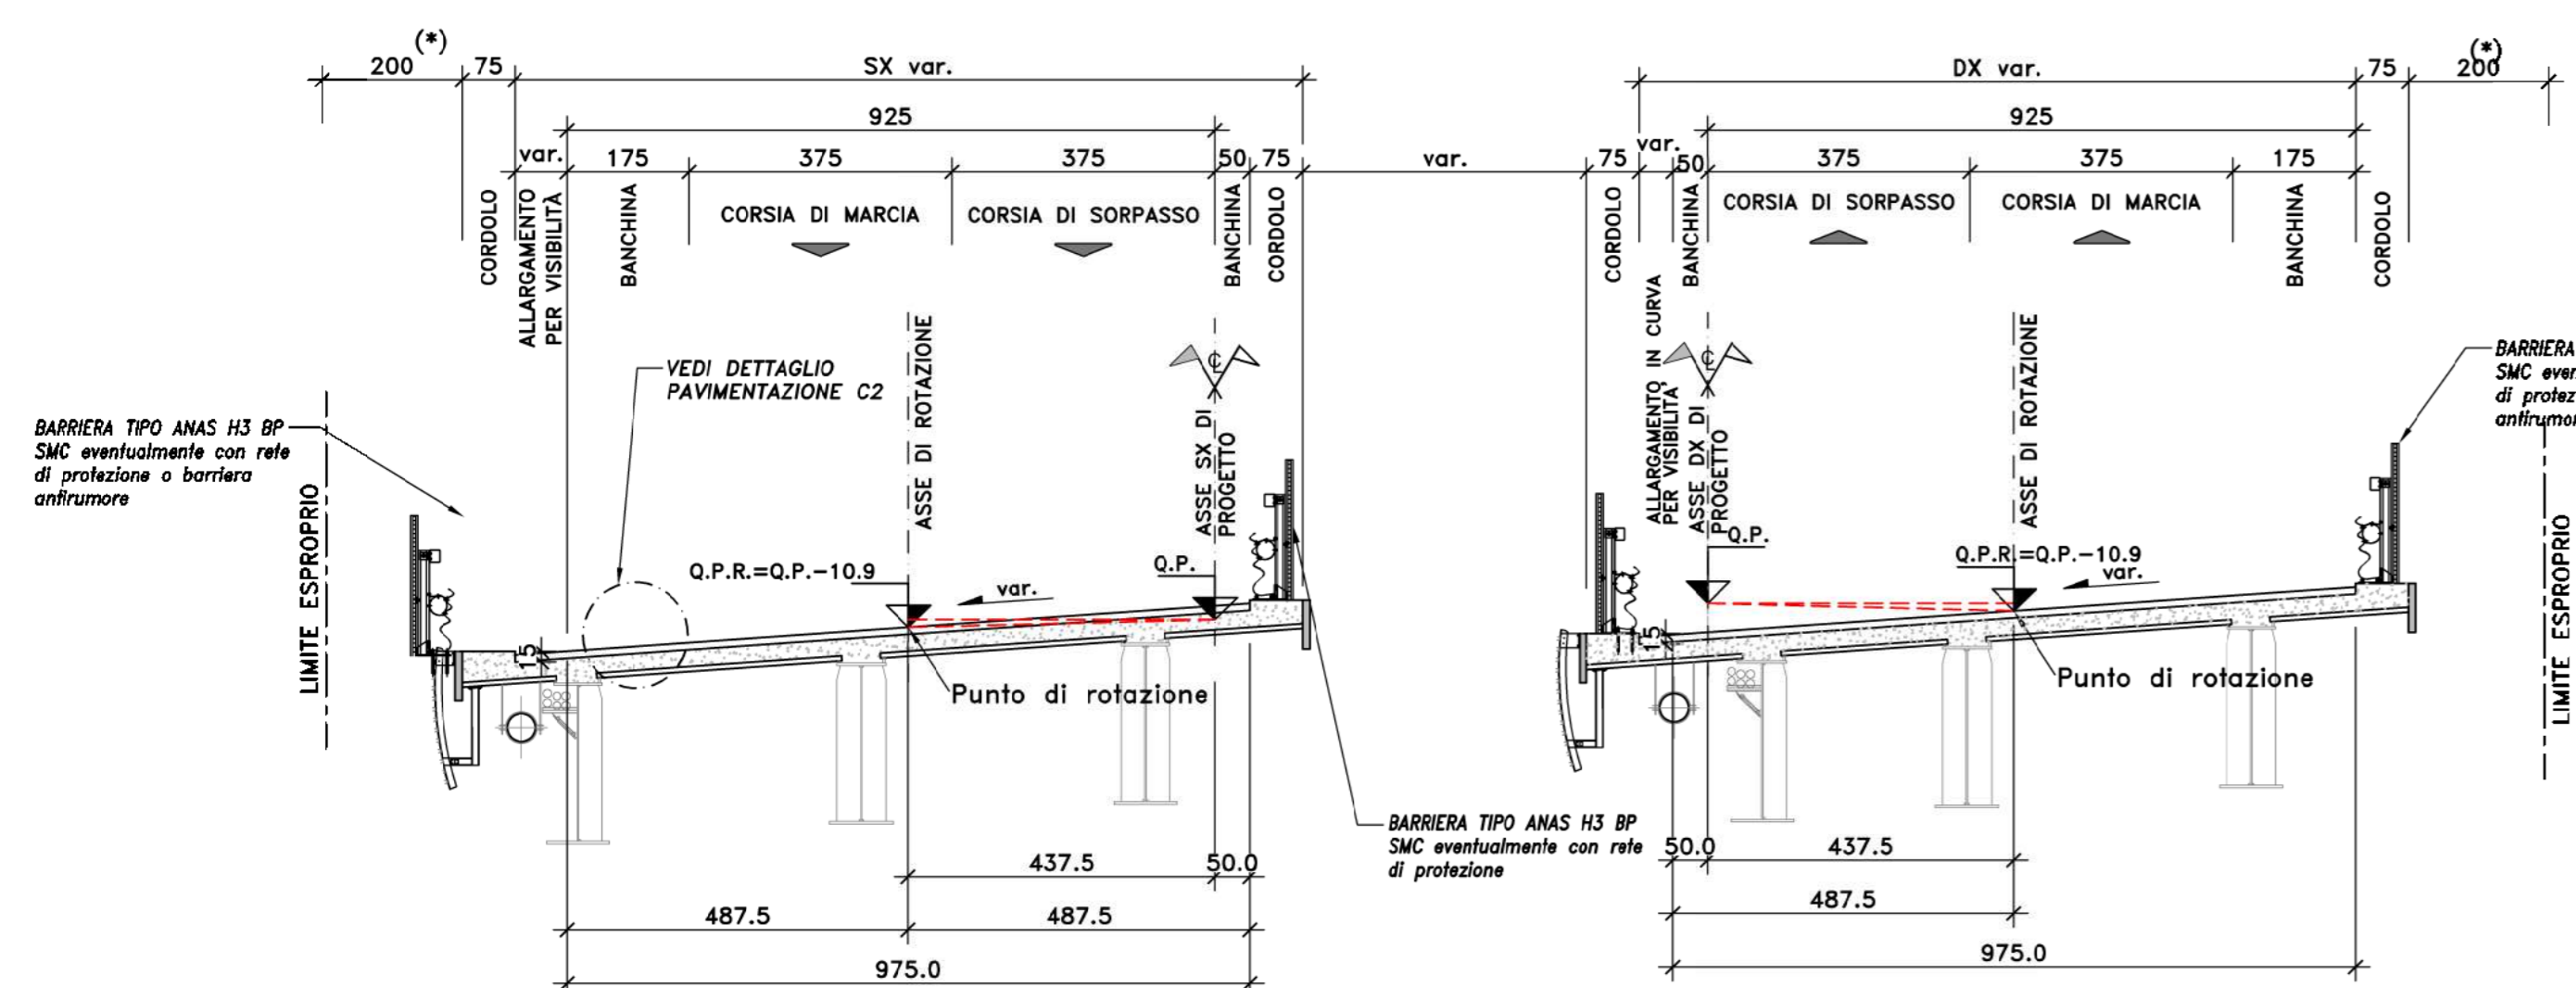 (*)
200
75
SX var.
925
var.
175
375
375
50
75
var.
CORDOLO
ALLARGAMENTO
PER VISIBILITÀ
BANCHINA
CORSIA DI MARCIA
CORSIA DI SORPASSO
BANCHINA
CORDOLO
(*)
DX var.
75
200
925
75
var.
50
375
375
175
CORDOLO
ALLARGAMENTO IN CURVA
PER VISIBILITA'
BANCHINA
CORSIA DI SORPASSO
CORSIA DI MARCIA
BANCHINA
CORDOLO
VEDI DETTAGLIO
PAVIMENTAZIONE C2
ASSE DI ROTAZIONE
ASSE SX DI
PROGETTO
ASSE DX DI
PROGETTO
ASSE DI ROTAZIONE
BARRIERA TIPO ANAS H3 BP
SMC eventualmente con rete
di protezione o barriera
antirumore
LIMITE ESPROPRIO
Q.P.R.=Q.P.-10.9
Q.P.
var.
15
Punto di rotazione
BARRIERA
SMC even
di protez
antirumor
LIMITE ESPROPRIO
Q.P.
Q.P.R.=Q.P.-10.9
var.
15
Punto di rotazione
BARRIERA TIPO ANAS H3 BP
SMC eventualmente con rete
di protezione
437.5
50.0
487.5
487.5
975.0
50.0
437.5
487.5
975.0